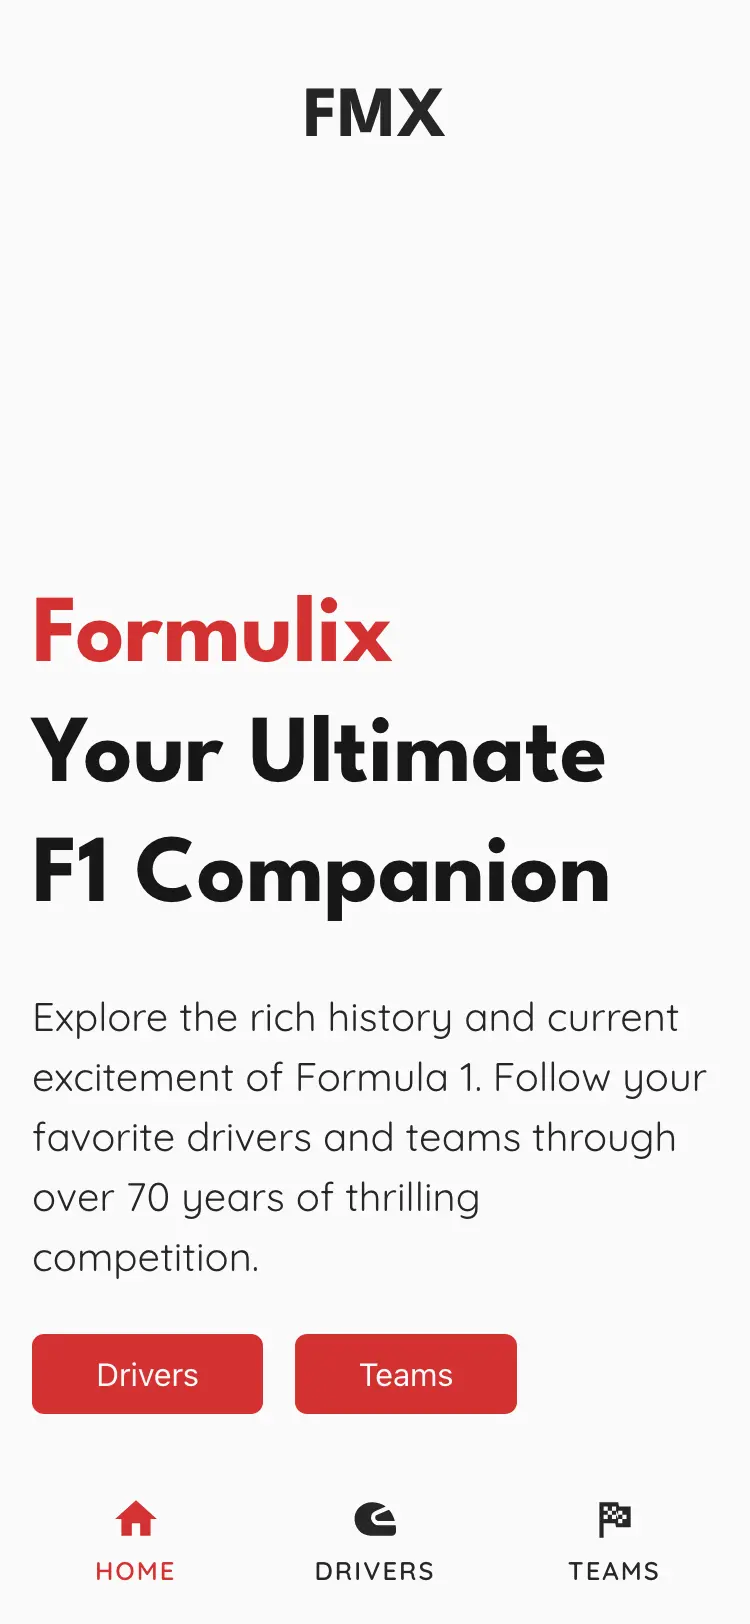 FMX
Formulix
Your Ultimate
F1 Companion
Explore the rich history and current
excitement of Formula 1. Follow your
favorite drivers and teams through
over 70 years of thrilling
competition.
Drivers
Teams
HOME
DRIVERS
TEAMS